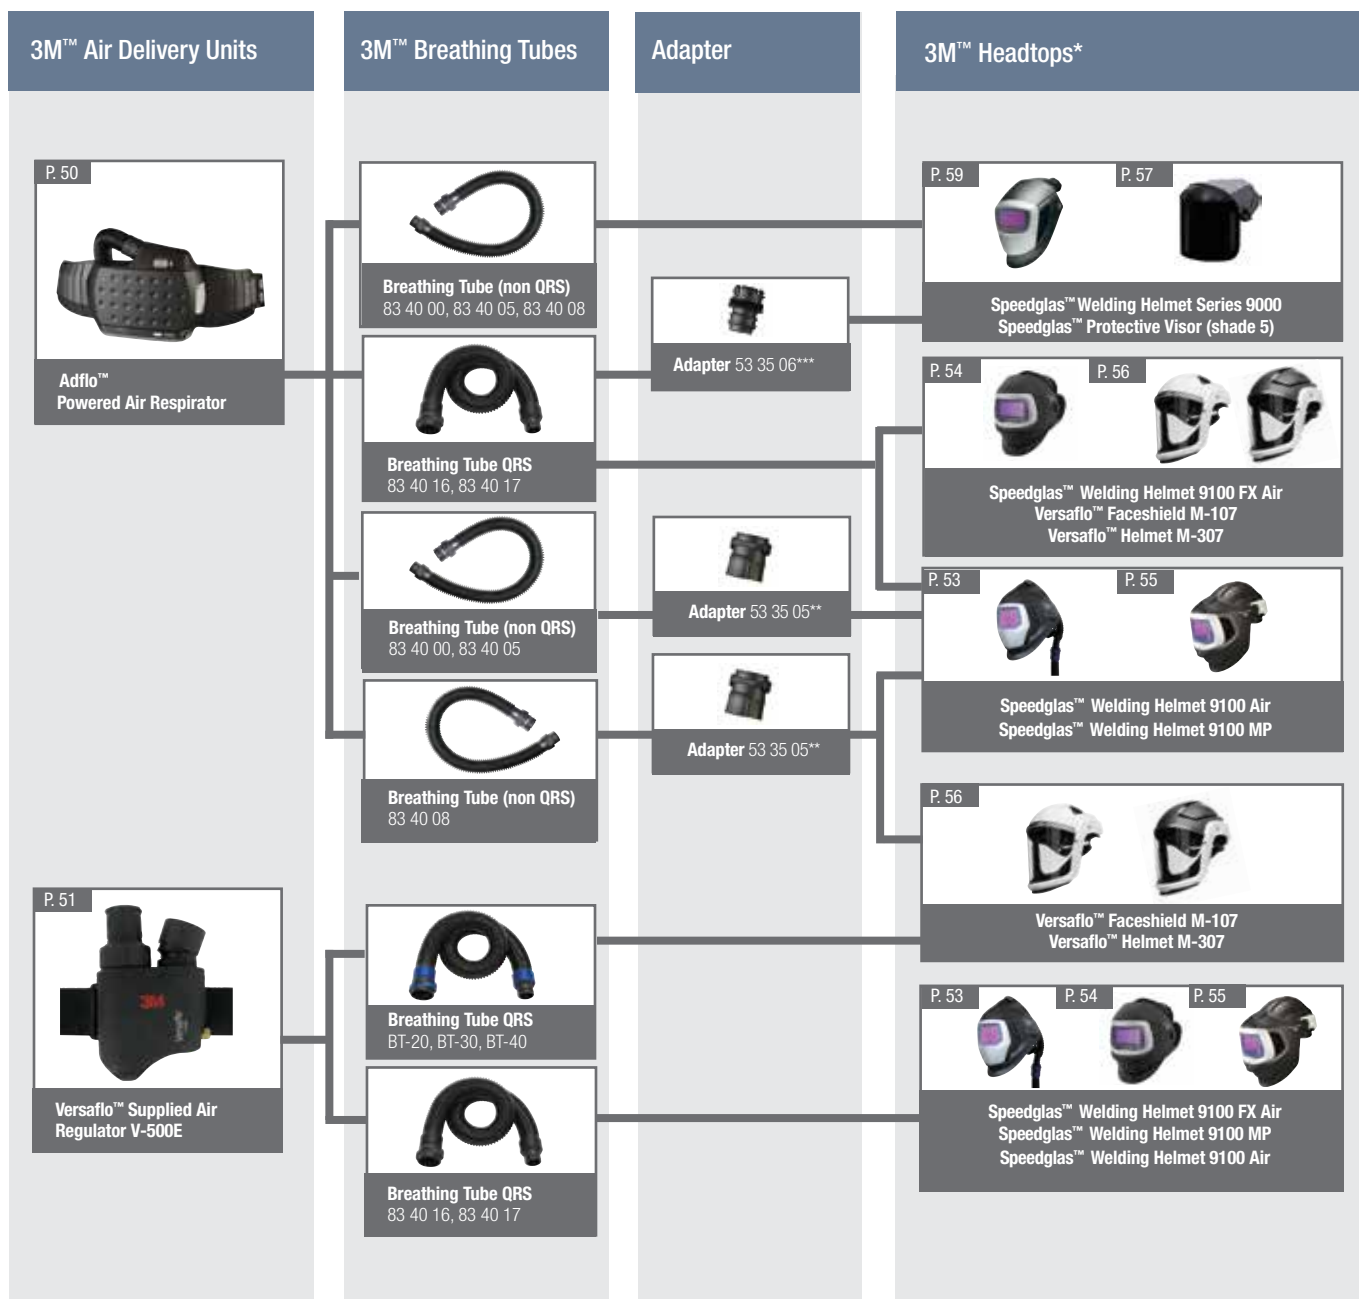 3M™ Air Delivery Units
3M™ Breathing Tubes
Adapter
3M™ Headtops*
P. 50
Adflo™
Powered Air Respirator
Breathing Tube (non QRS)
83 40 00, 83 40 05, 83 40 08
Breathing Tube QRS
83 40 16, 83 40 17
Breathing Tube (non QRS)
83 40 00, 83 40 05
Breathing Tube (non QRS)
83 40 08
Adapter 53 35 06***
Adapter 53 35 05**
Adapter 53 35 05**
P. 59
P. 57
Speedglas™ Welding Helmet Series 9000
Speedglas™ Protective Visor (shade 5)
P. 54
P. 56
Speedglas™ Welding Helmet 9100 FX Air
Versaflo™ Faceshield M-107
Versaflo™ Helmet M-307
P. 53
P. 55
Speedglas™ Welding Helmet 9100 Air
Speedglas™ Welding Helmet 9100 MP
P. 56
Versaflo™ Faceshield M-107
Versaflo™ Helmet M-307
P. 51
3M
Versaflo™ Supplied Air
Regulator V-500E
Breathing Tube QRS
BT-20, BT-30, BT-40
Breathing Tube QRS
83 40 16, 83 40 17
P. 53
P. 54
P. 55
Speedglas™ Welding Helmet 9100 FX Air
Speedglas™ Welding Helmet 9100 MP
Speedglas™ Welding Helmet 9100 Air